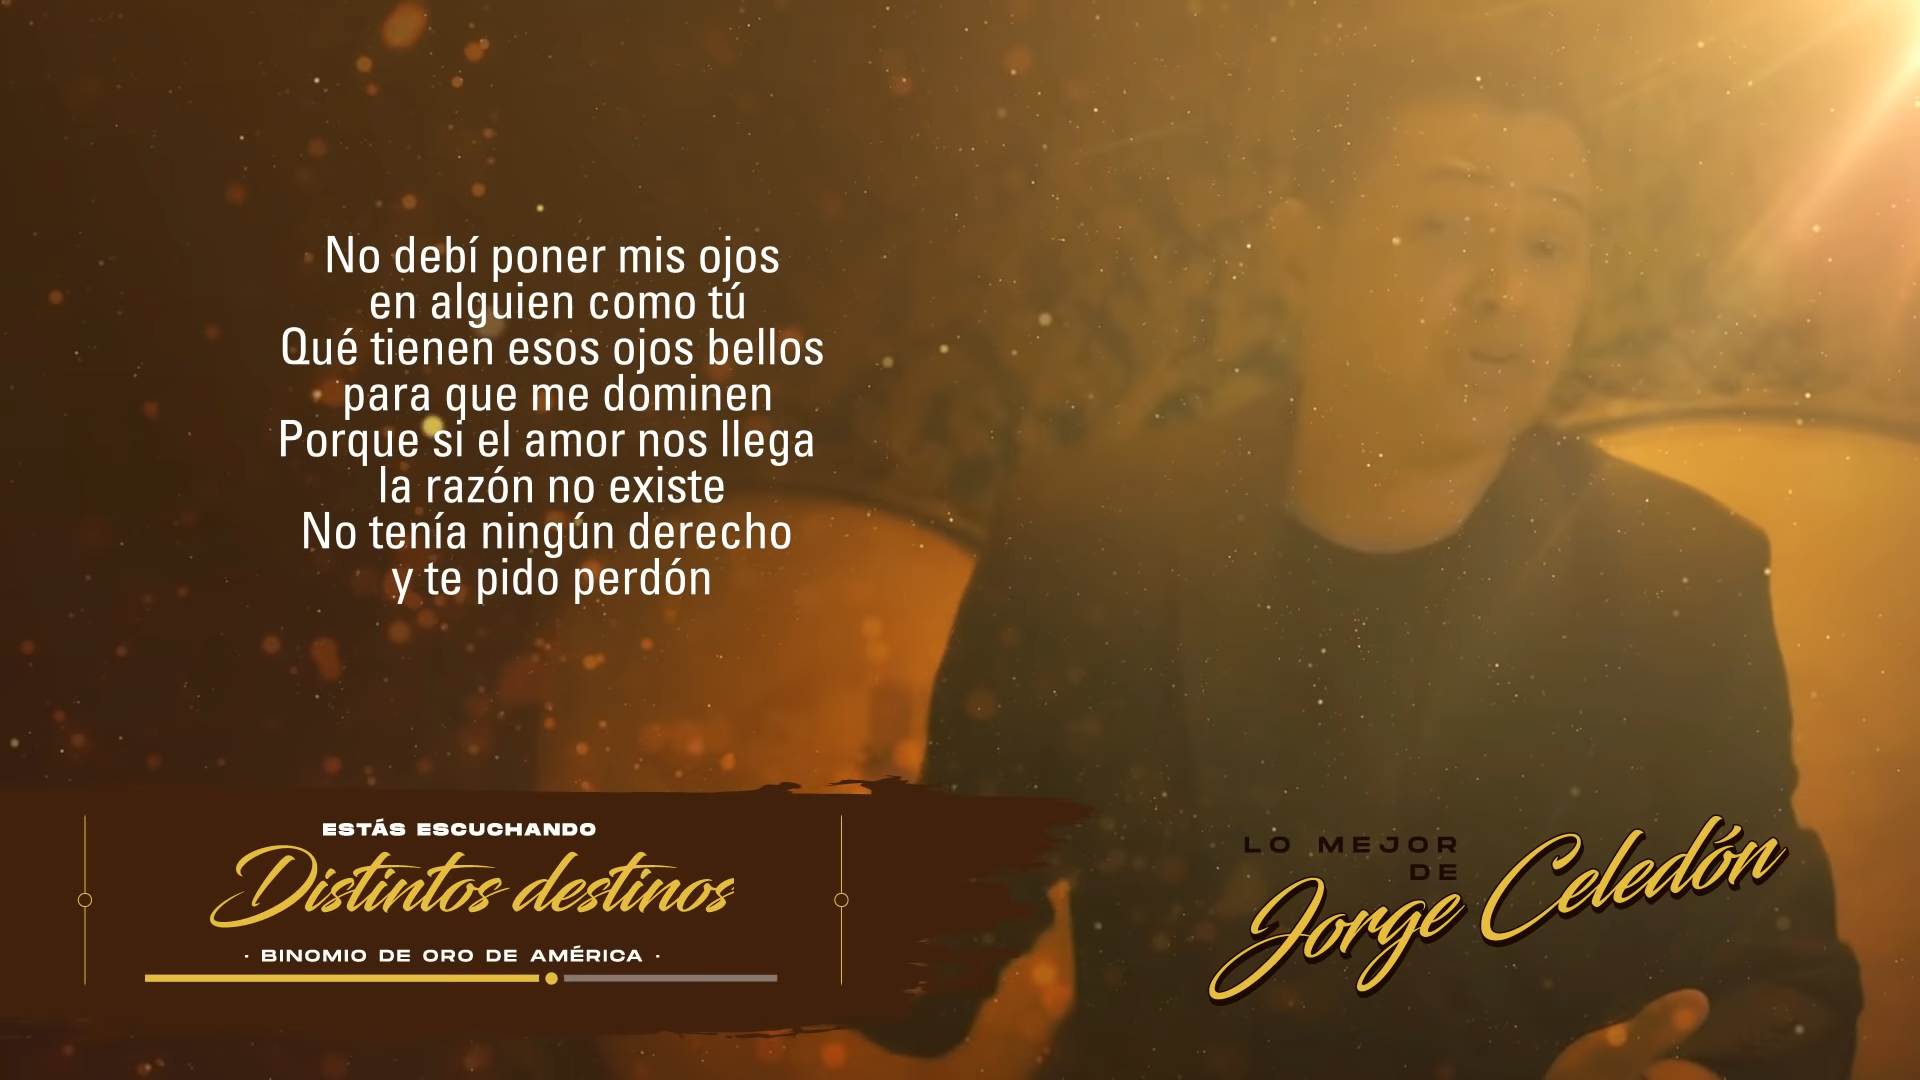 No debí poner mis ojos
en alguien como tú
Qué tienen esos ojos bellos
para que me dominen
Porque si el amor nos llega
la razón no existe
No tenía ningún derecho
y te pido perdón
ESTÁS ESCUCHANDO
Distintos destinos
· BINOMIO DE ORO DE AMÉRICA ·
LO MEJOR
DE
Jorge Celedón